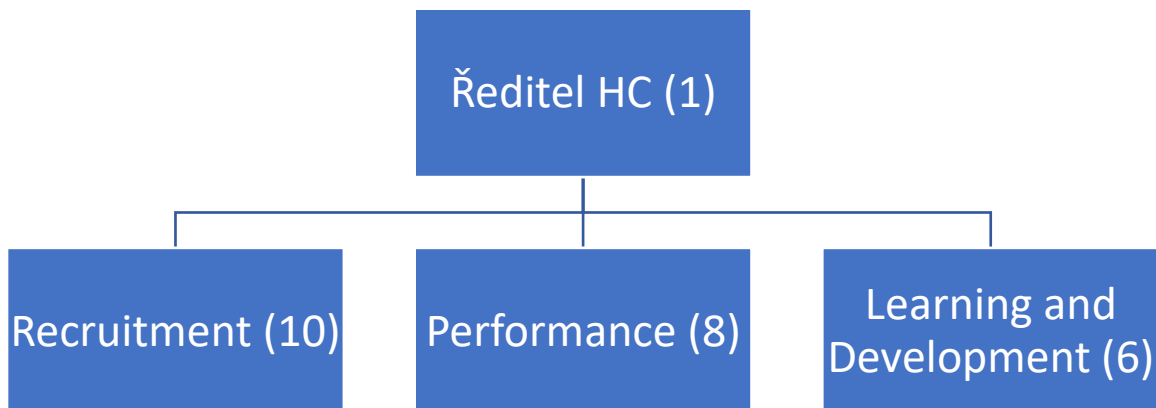 Ředitel HC (1)
Recruitment (10)
Performance (8)
Learning and
Development (6)